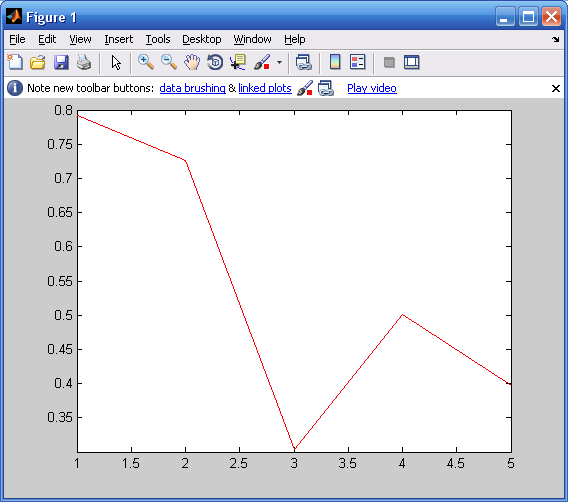 Figure 1
File Edit View Insert Tools Desktop Window Help
Note new toolbar buttons: data brushing & linked plots Play video
0.8
0.75
0.7
0.65
0.6
0.55
0.5
0.45
0.4
0.35
1 1.5 2 2.5 3 3.5 4 4.5 5